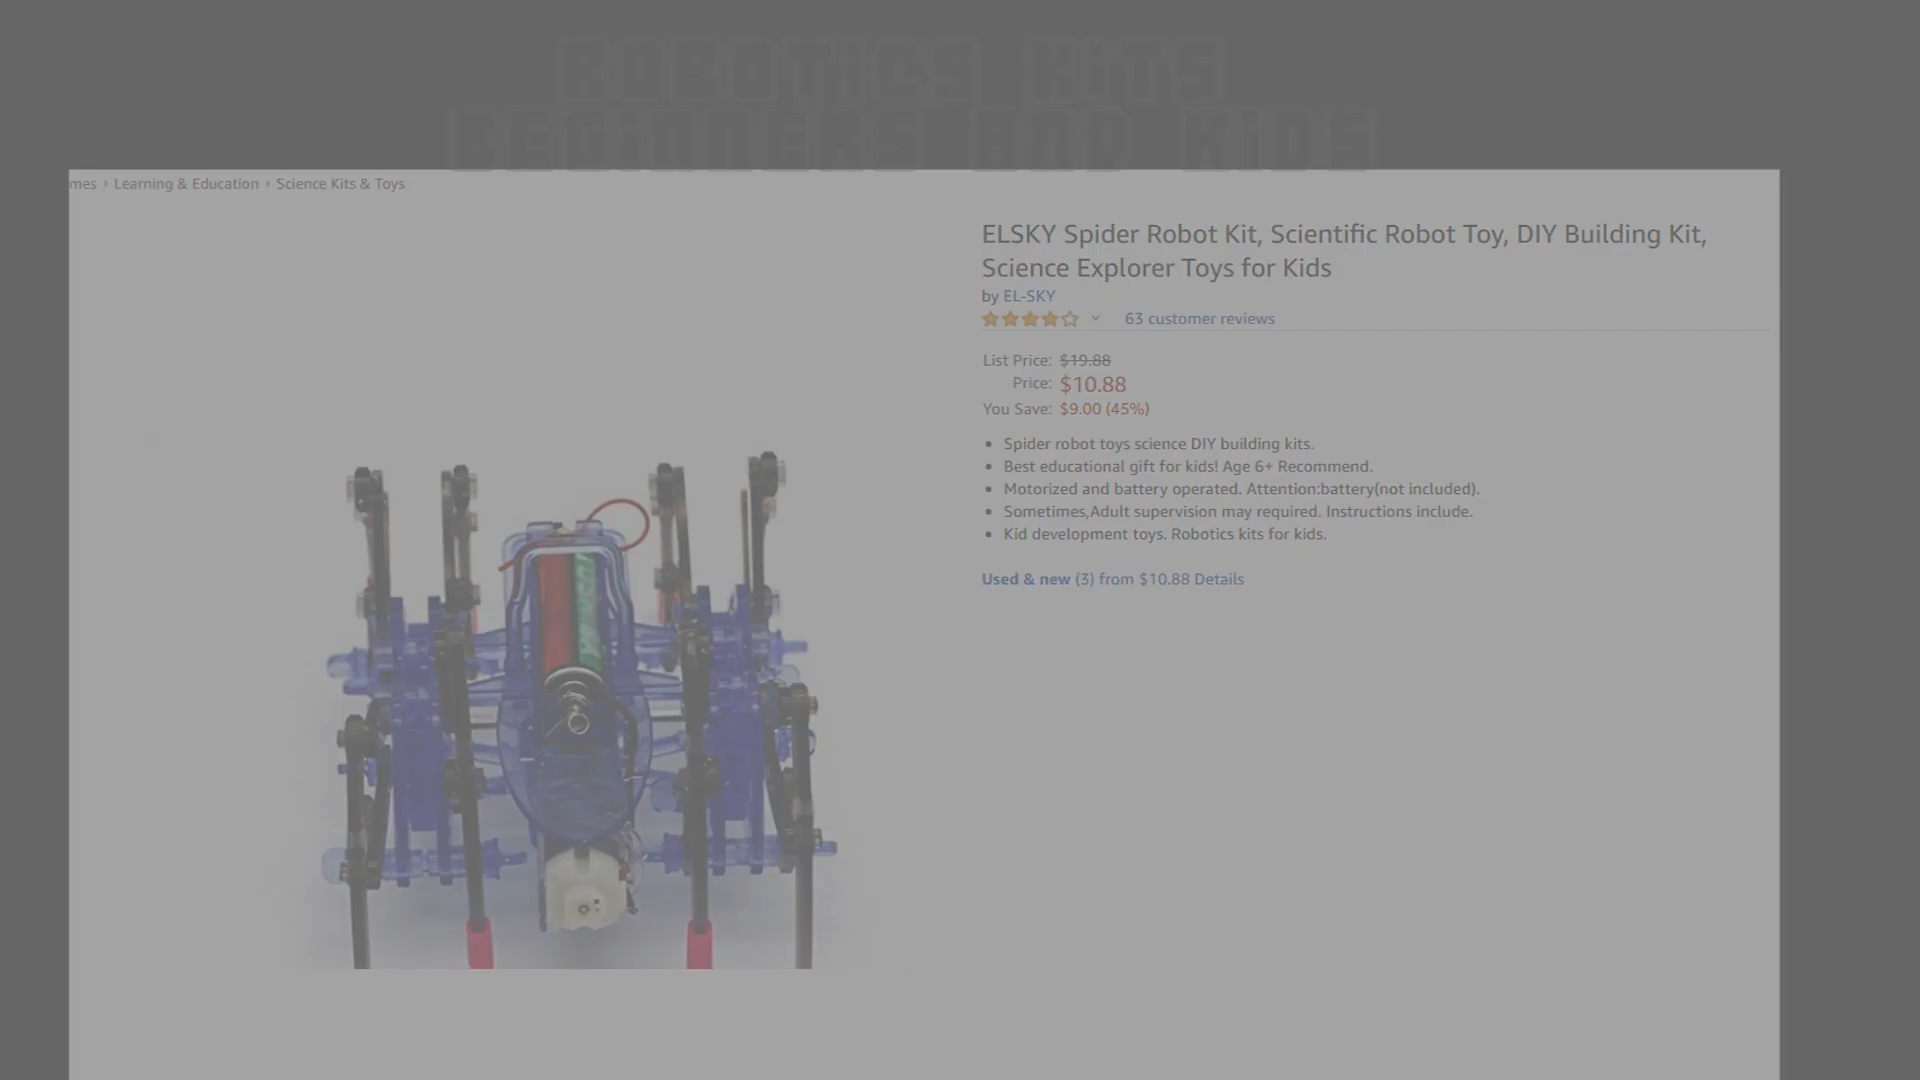 ROBOTICS KITS
BEGINNERS AND KIDS
mes › Learning & Education › Science Kits & Toys
ELSKY Spider Robot Kit, Scientific Robot Toy, DIY Building Kit,
Science Explorer Toys for Kids
by EL-SKY
63 customer reviews
List Price: $19.88
Price: $10.88
You Save: $9.00 (45%)
• Spider robot toys science DIY building kits.
• Best educational gift for kids! Age 6+ Recommend.
• Motorized and battery operated. Attention:battery(not included).
• Sometimes,Adult supervision may required. Instructions include.
• Kid development toys. Robotics kits for kids.
Used & new (3) from $10.88 Details